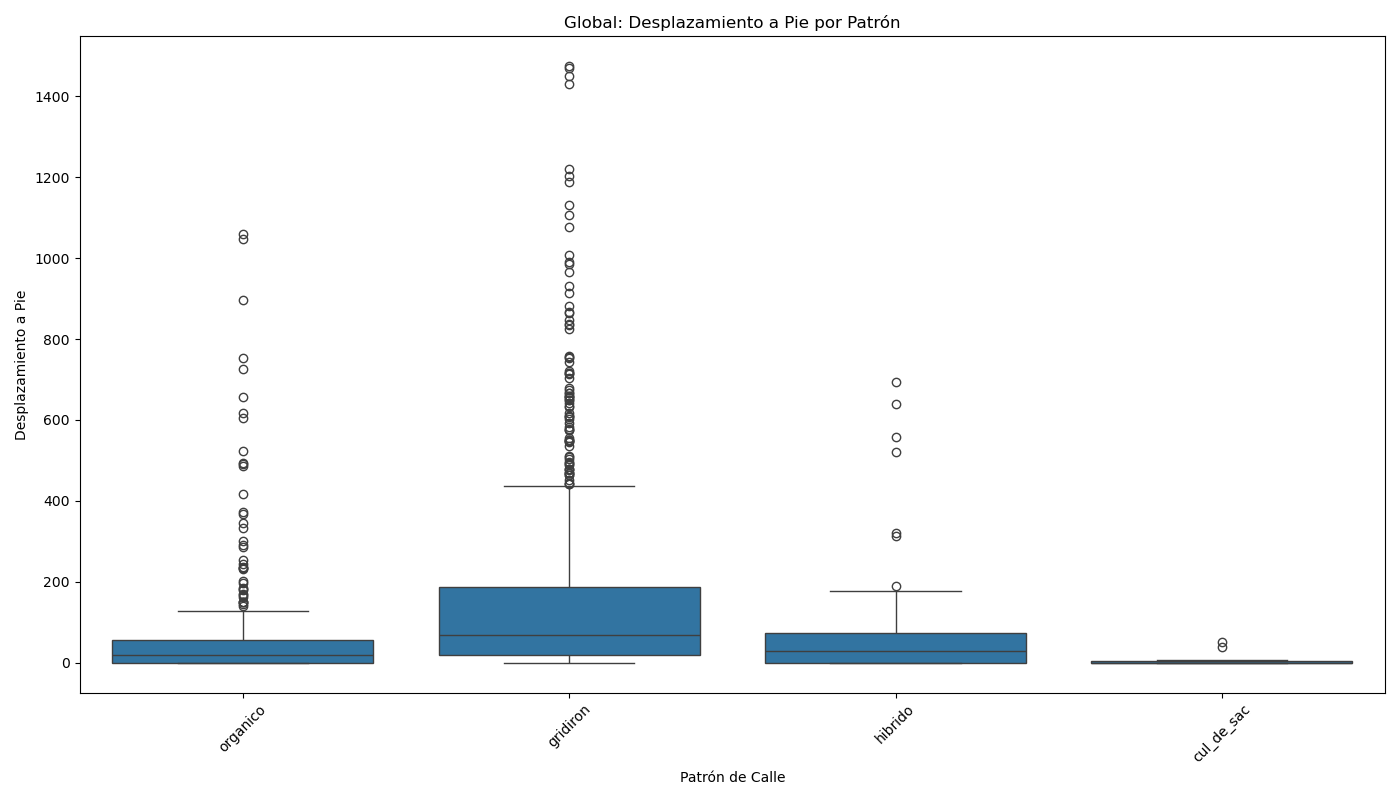 Global: Desplazamiento a Pie por Patrón
Desplazamiento a Pie
1400
1200
1000
800
600
400
200
0
organico
gridiron
hibrido
cul_de_sac
Patrón de Calle